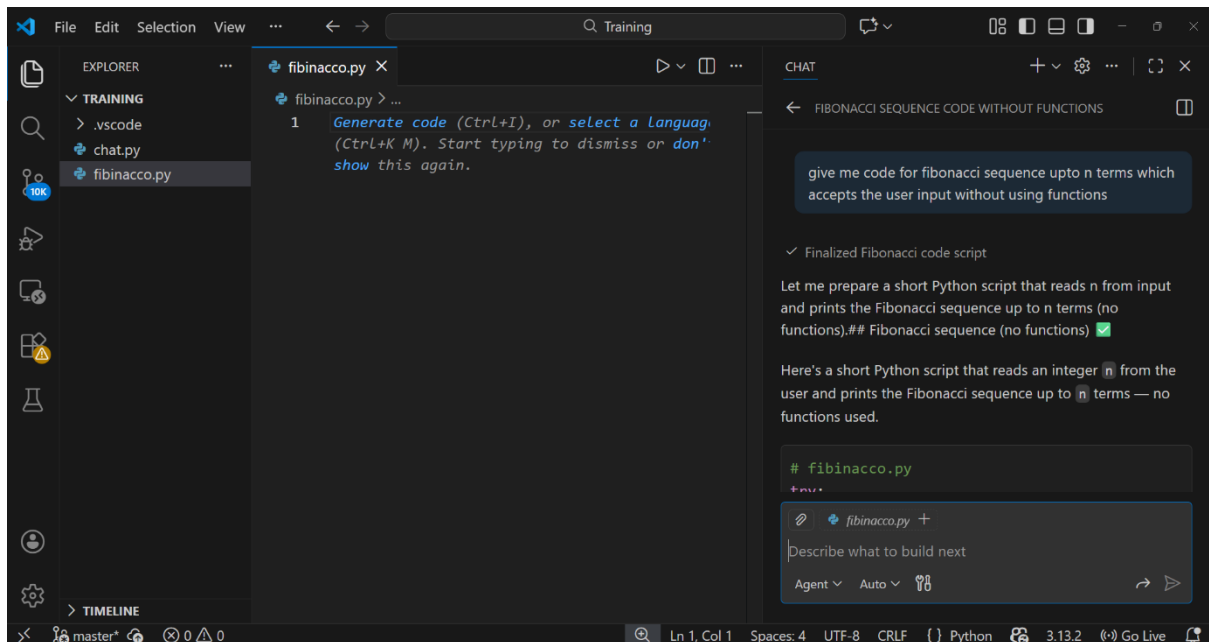 File Edit Selection View ... Training
EXPLORER ...
TRAINING
.vscode
chat.py
fibinacco.py
10K
TIMELINE
fibinacco.py
fibinacco.py > ...
1 Generate code (Ctrl+I), or select a languag
(Ctrl+K M). Start typing to dismiss or don'
show this again.
CHAT
FIBONACCI SEQUENCE CODE WITHOUT FUNCTIONS
give me code for fibonacci sequence upto n terms which
accepts the user input without using functions
Finalized Fibonacci code script
Let me prepare a short Python script that reads n from input
and prints the Fibonacci sequence up to n terms (no
functions).## Fibonacci sequence (no functions) ✅
Here's a short Python script that reads an integer n from the
user and prints the Fibonacci sequence up to n terms — no
functions used.
# fibinacco.py
try:
fibinacco.py
Describe what to build next
Agent Auto
master* 0 0 Ln 1, Col 1 Spaces: 4 UTF-8 CRLF { } Python 3.13.2 Go Live